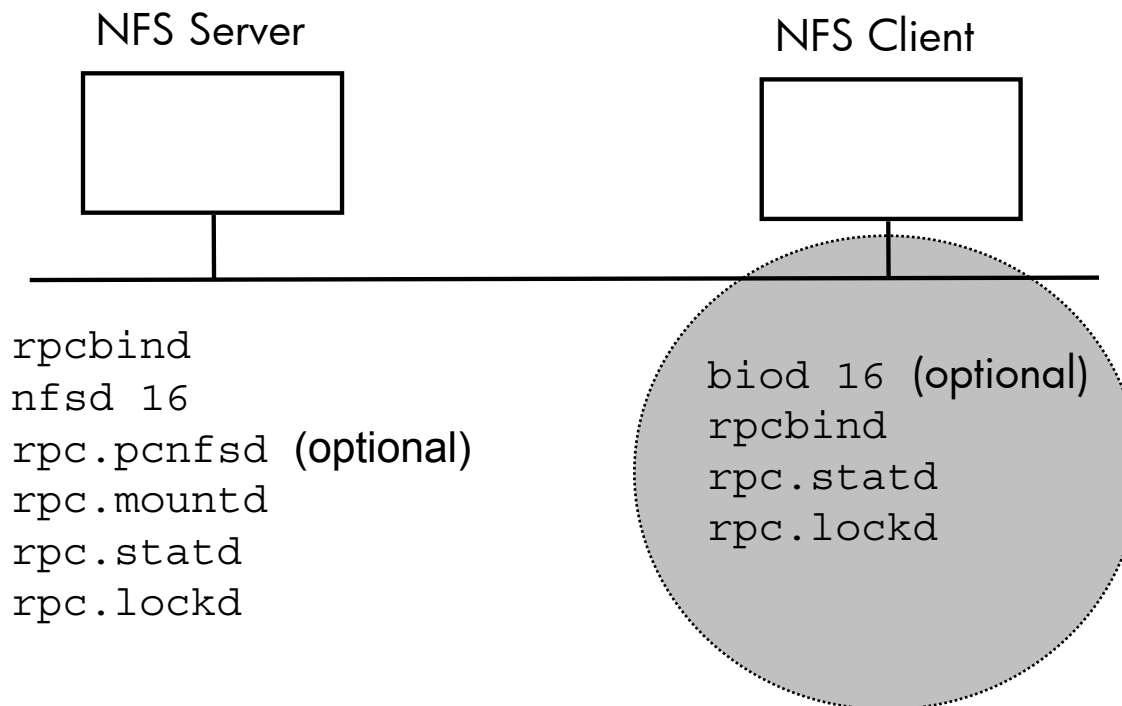 NFS Server
NFS Client
rpcbind
nfsd 16
rpc.pcnfsd (optional)
rpc.mountd
rpc.statd
rpc.lockd
biod 16 (optional)
rpcbind
rpc.statd
rpc.lockd